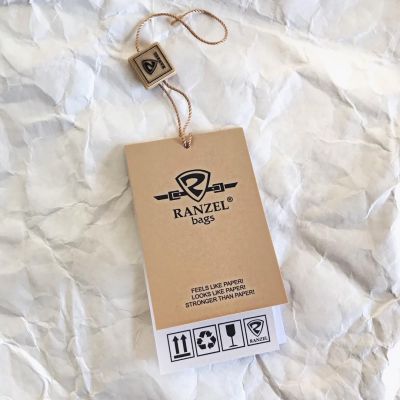 RANZEL®
bags
FEELS LIKE PAPER!
LOOKS LIKE PAPER!
STRONGER THAN PAPER!
RANZEL